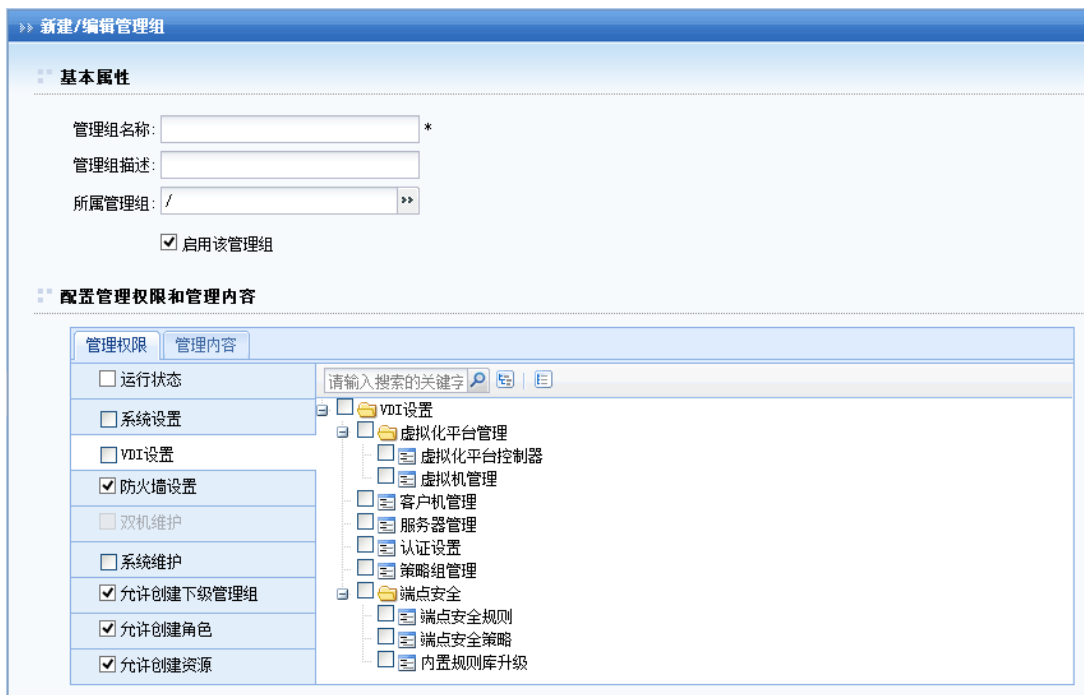 新建/编辑管理组
基本属性
管理组名称: *
管理组描述:
所属管理组: /
启用该管理组
配置管理权限和管理内容
管理权限 管理内容
运行状态
系统设置
VDI设置
防火墙设置
双机维护
系统维护
允许创建下级管理组
允许创建角色
允许创建资源
请输入搜索的关键字
VDI设置
虚拟化平台管理
虚拟化平台控制器
虚拟机管理
客户机管理
服务器管理
认证设置
策略组管理
端点安全
端点安全规则
端点安全策略
内置规则库升级